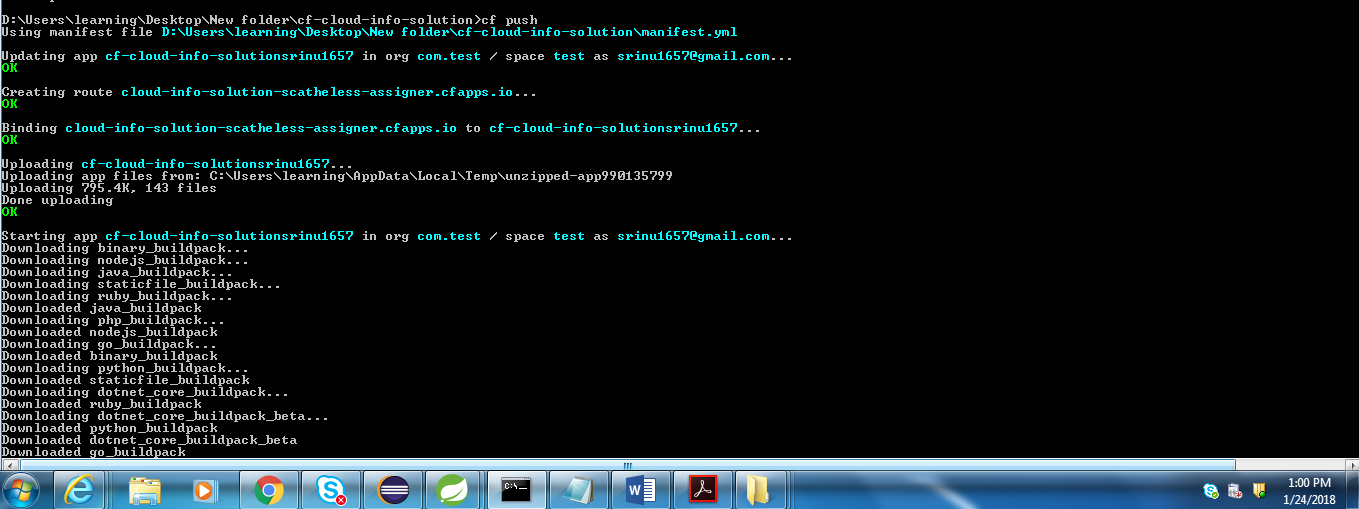 D:\Users\learning\Desktop\New folder\cf-cloud-info-solution>cf push
Using manifest file D:\Users\learning\Desktop\New folder\cf-cloud-info-solution\manifest.yml
Updating app cf-cloud-info-solutionsrinu1657 in org com.test / space test as srinu1657@gmail.com...
OK
Creating route cloud-info-solution-scatheless-assigner.cfapps.io...
OK
Binding cloud-info-solution-scatheless-assigner.cfapps.io to cf-cloud-info-solutionsrinu1657...
OK
Uploading cf-cloud-info-solutionsrinu1657...
Uploading app files from: C:\Users\learning\AppData\Local\Temp\unzipped-app990135799
Uploading 795.4K, 143 files
Done uploading
OK
Starting app cf-cloud-info-solutionsrinu1657 in org com.test / space test as srinu1657@gmail.com...
Downloading binary_buildpack...
Downloading nodejs_buildpack...
Downloading java_buildpack...
Downloading staticfile_buildpack...
Downloading ruby_buildpack...
Downloaded java_buildpack
Downloading php_buildpack...
Downloaded nodejs_buildpack
Downloading go_buildpack...
Downloaded binary_buildpack
Downloading python_buildpack...
Downloaded staticfile_buildpack
Downloading dotnet_core_buildpack...
Downloaded ruby_buildpack
Downloading dotnet_core_buildpack_beta...
Downloaded python_buildpack
Downloaded dotnet_core_buildpack_beta
Downloaded go_buildpack
C:\.
1:00 PM
1/24/2018